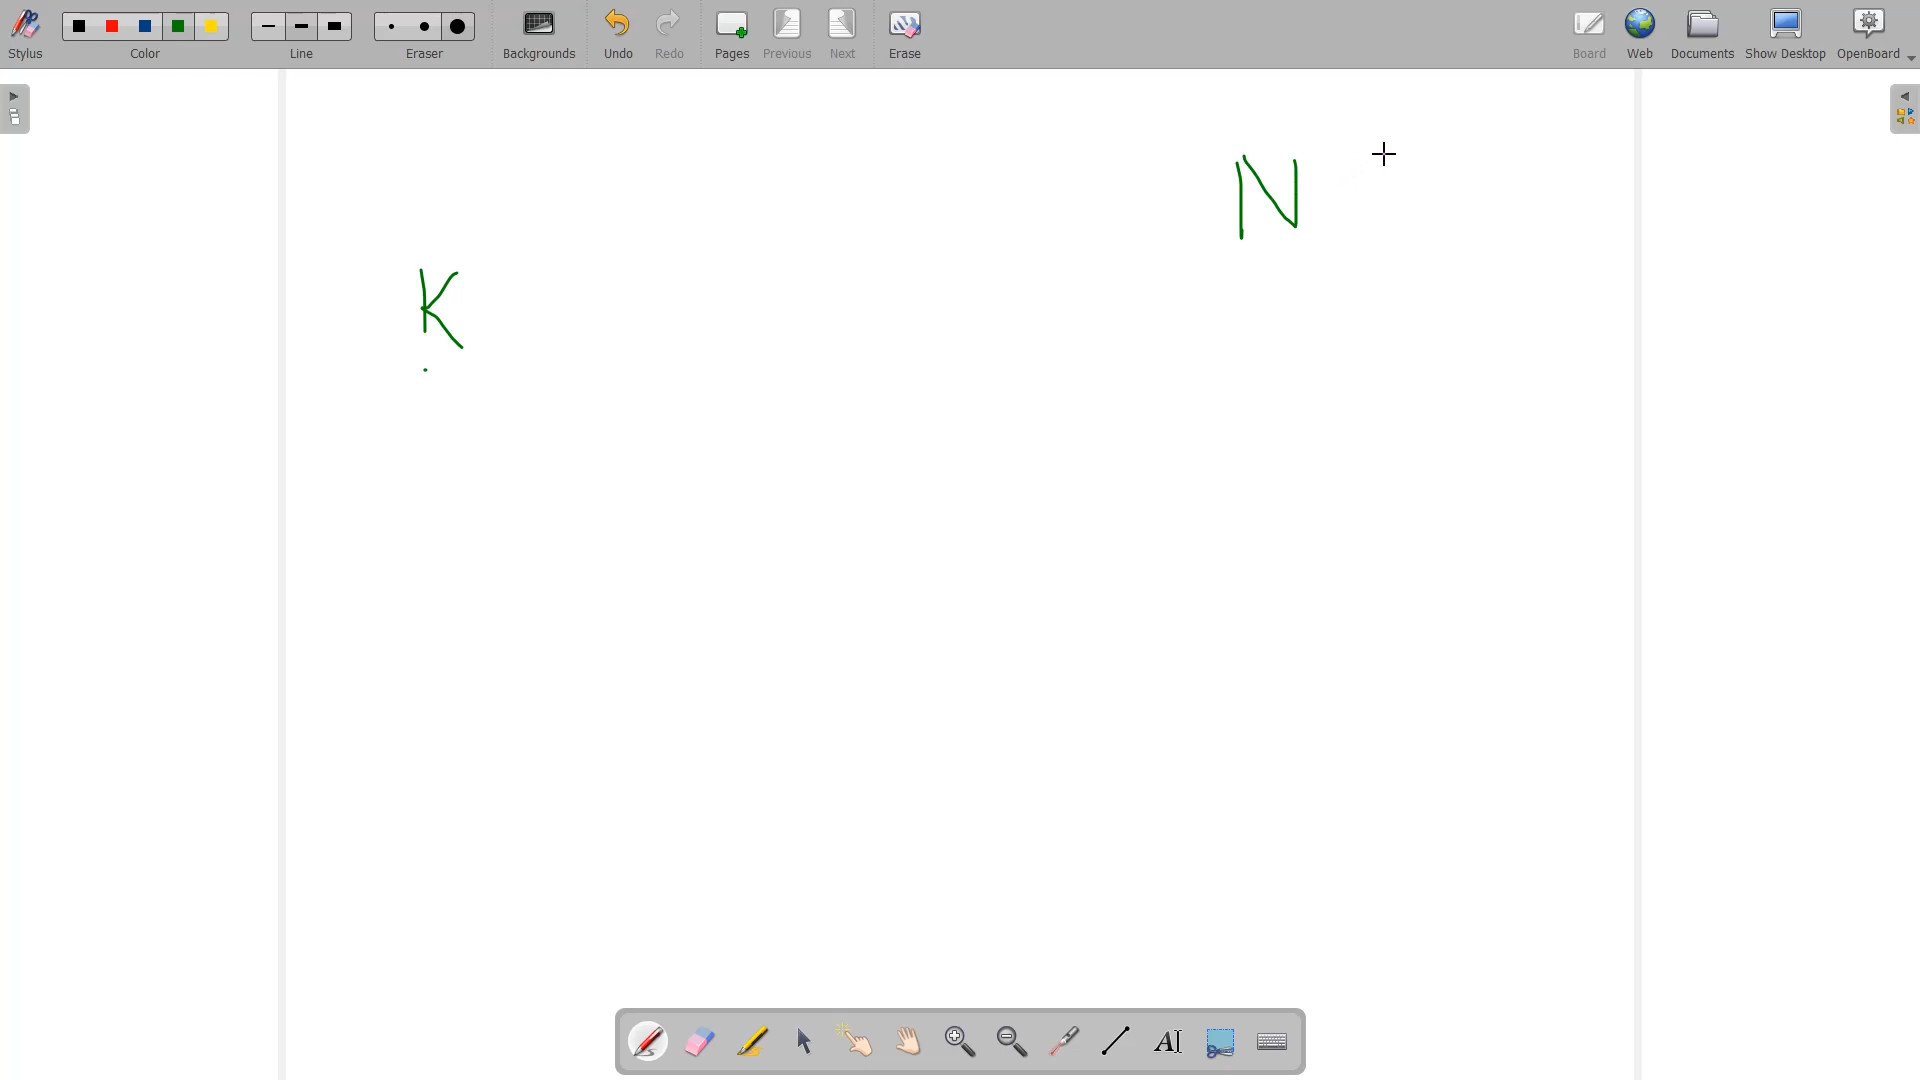 Stylus Color Line Eraser Backgrounds Undo Redo Pages Previous Next Erase Board Web Documents Show Desktop OpenBoard
N
K
.
A